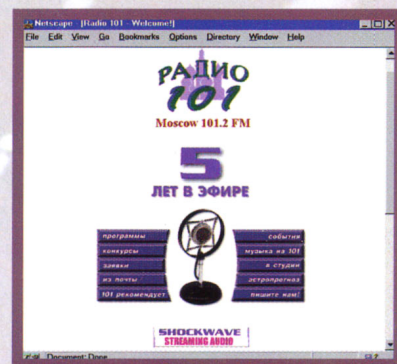 Netscape - [Radio 101 - Welcome!]
File Edit View Go Bookmarks Options Directory Window Help
РАДИО
101
Moscow 101.2 FM
5
ЛЕТ В ЭФИРЕ
программы
конкурсы
заявки
из почты
101 рекомендует
события
музыка на 101
в студии
астропрогноз
пишите нам!
SHOCKWAVE
STREAMING AUDIO
Document: Done